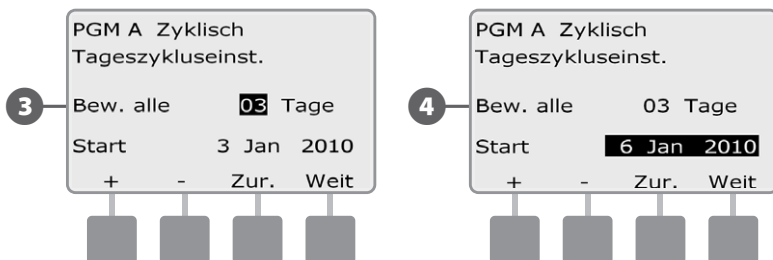 PGM A Zyklisch
Tageszykluseinst.
3
Bew. alle 03 Tage
Start 3 Jan 2010
+ - Zur. Weit
PGM A Zyklisch
Tageszykluseinst.
4
Bew. alle 03 Tage
Start 6 Jan 2010
+ - Zur. Weit